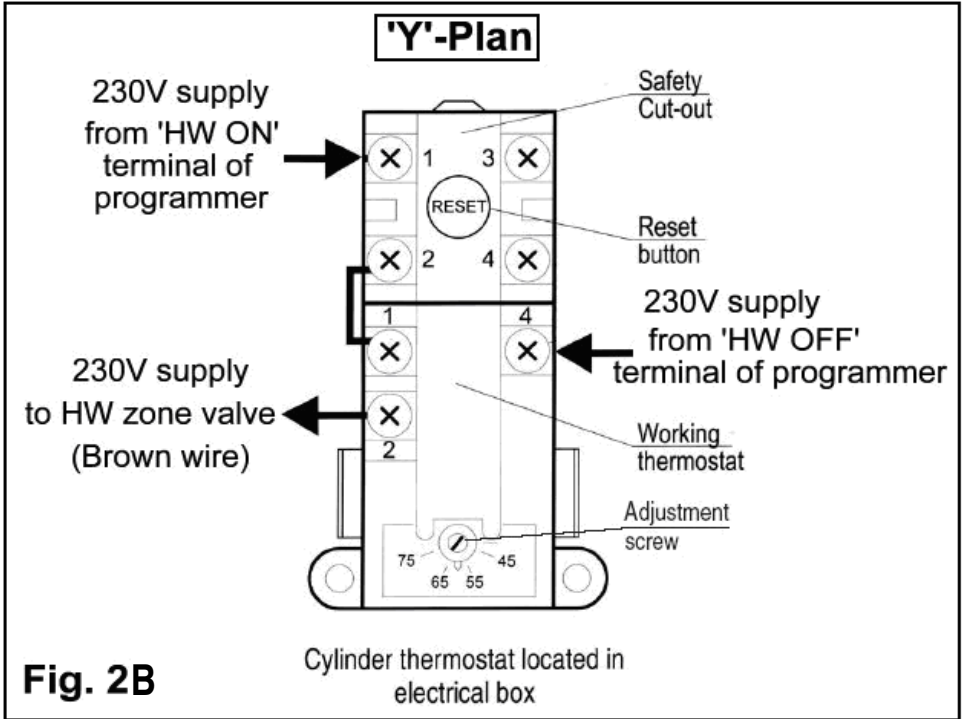 'Y'-Plan
230V supply
from 'HW ON'
terminal of
programmer
Safety
Cut-out
1
3
RESET
Reset
button
2
4
1
4
230V supply
from 'HW OFF'
terminal of programmer
230V supply
to HW zone valve
(Brown wire)
2
Working
thermostat
Adjustment
screw
75
45
65
55
Cylinder thermostat located in
electrical box
Fig. 2B